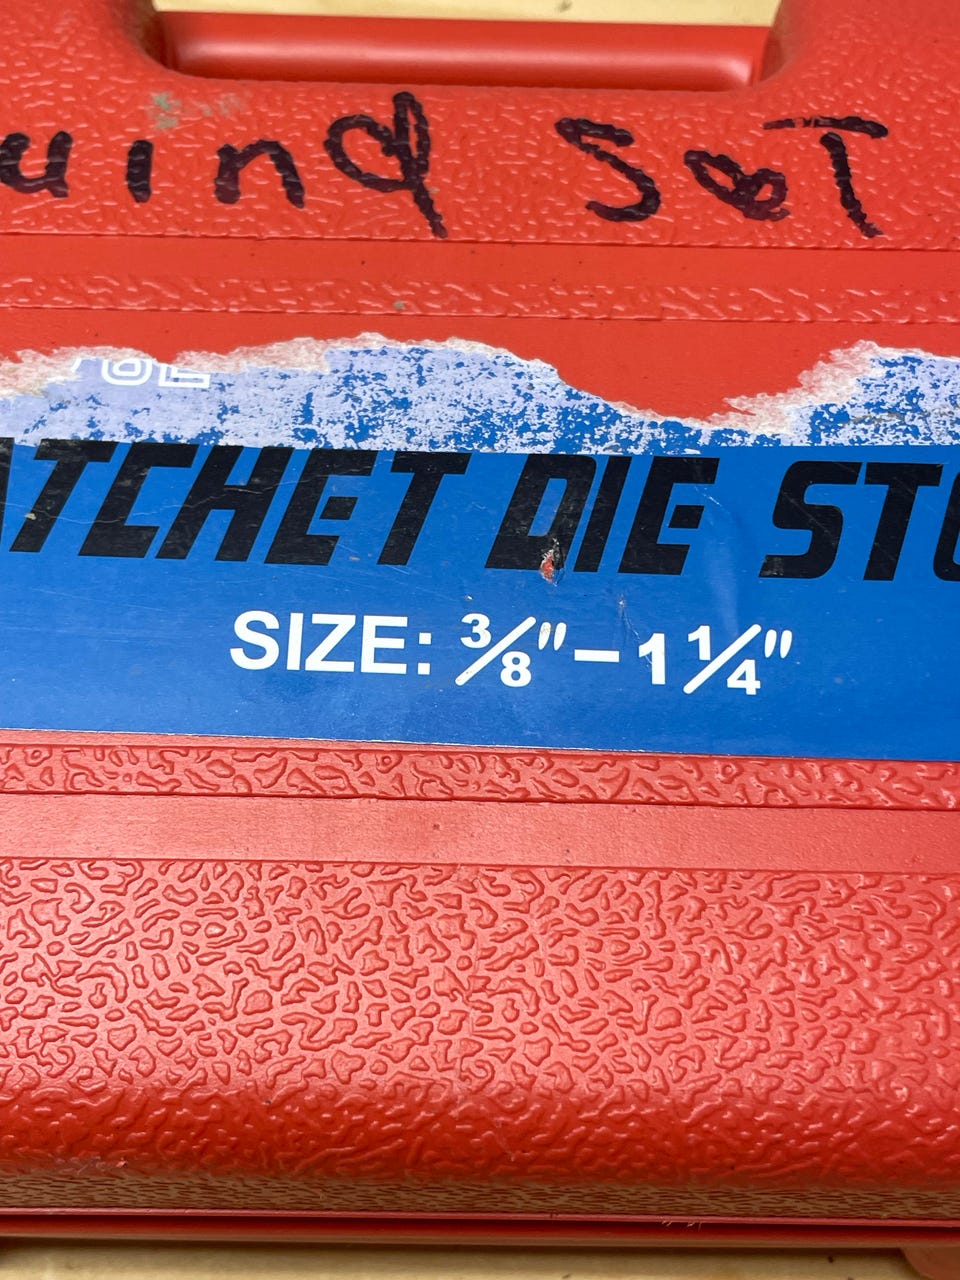 uind SeT
ATCHET DIE STO
SIZE: 3/8" – 1 1/4"